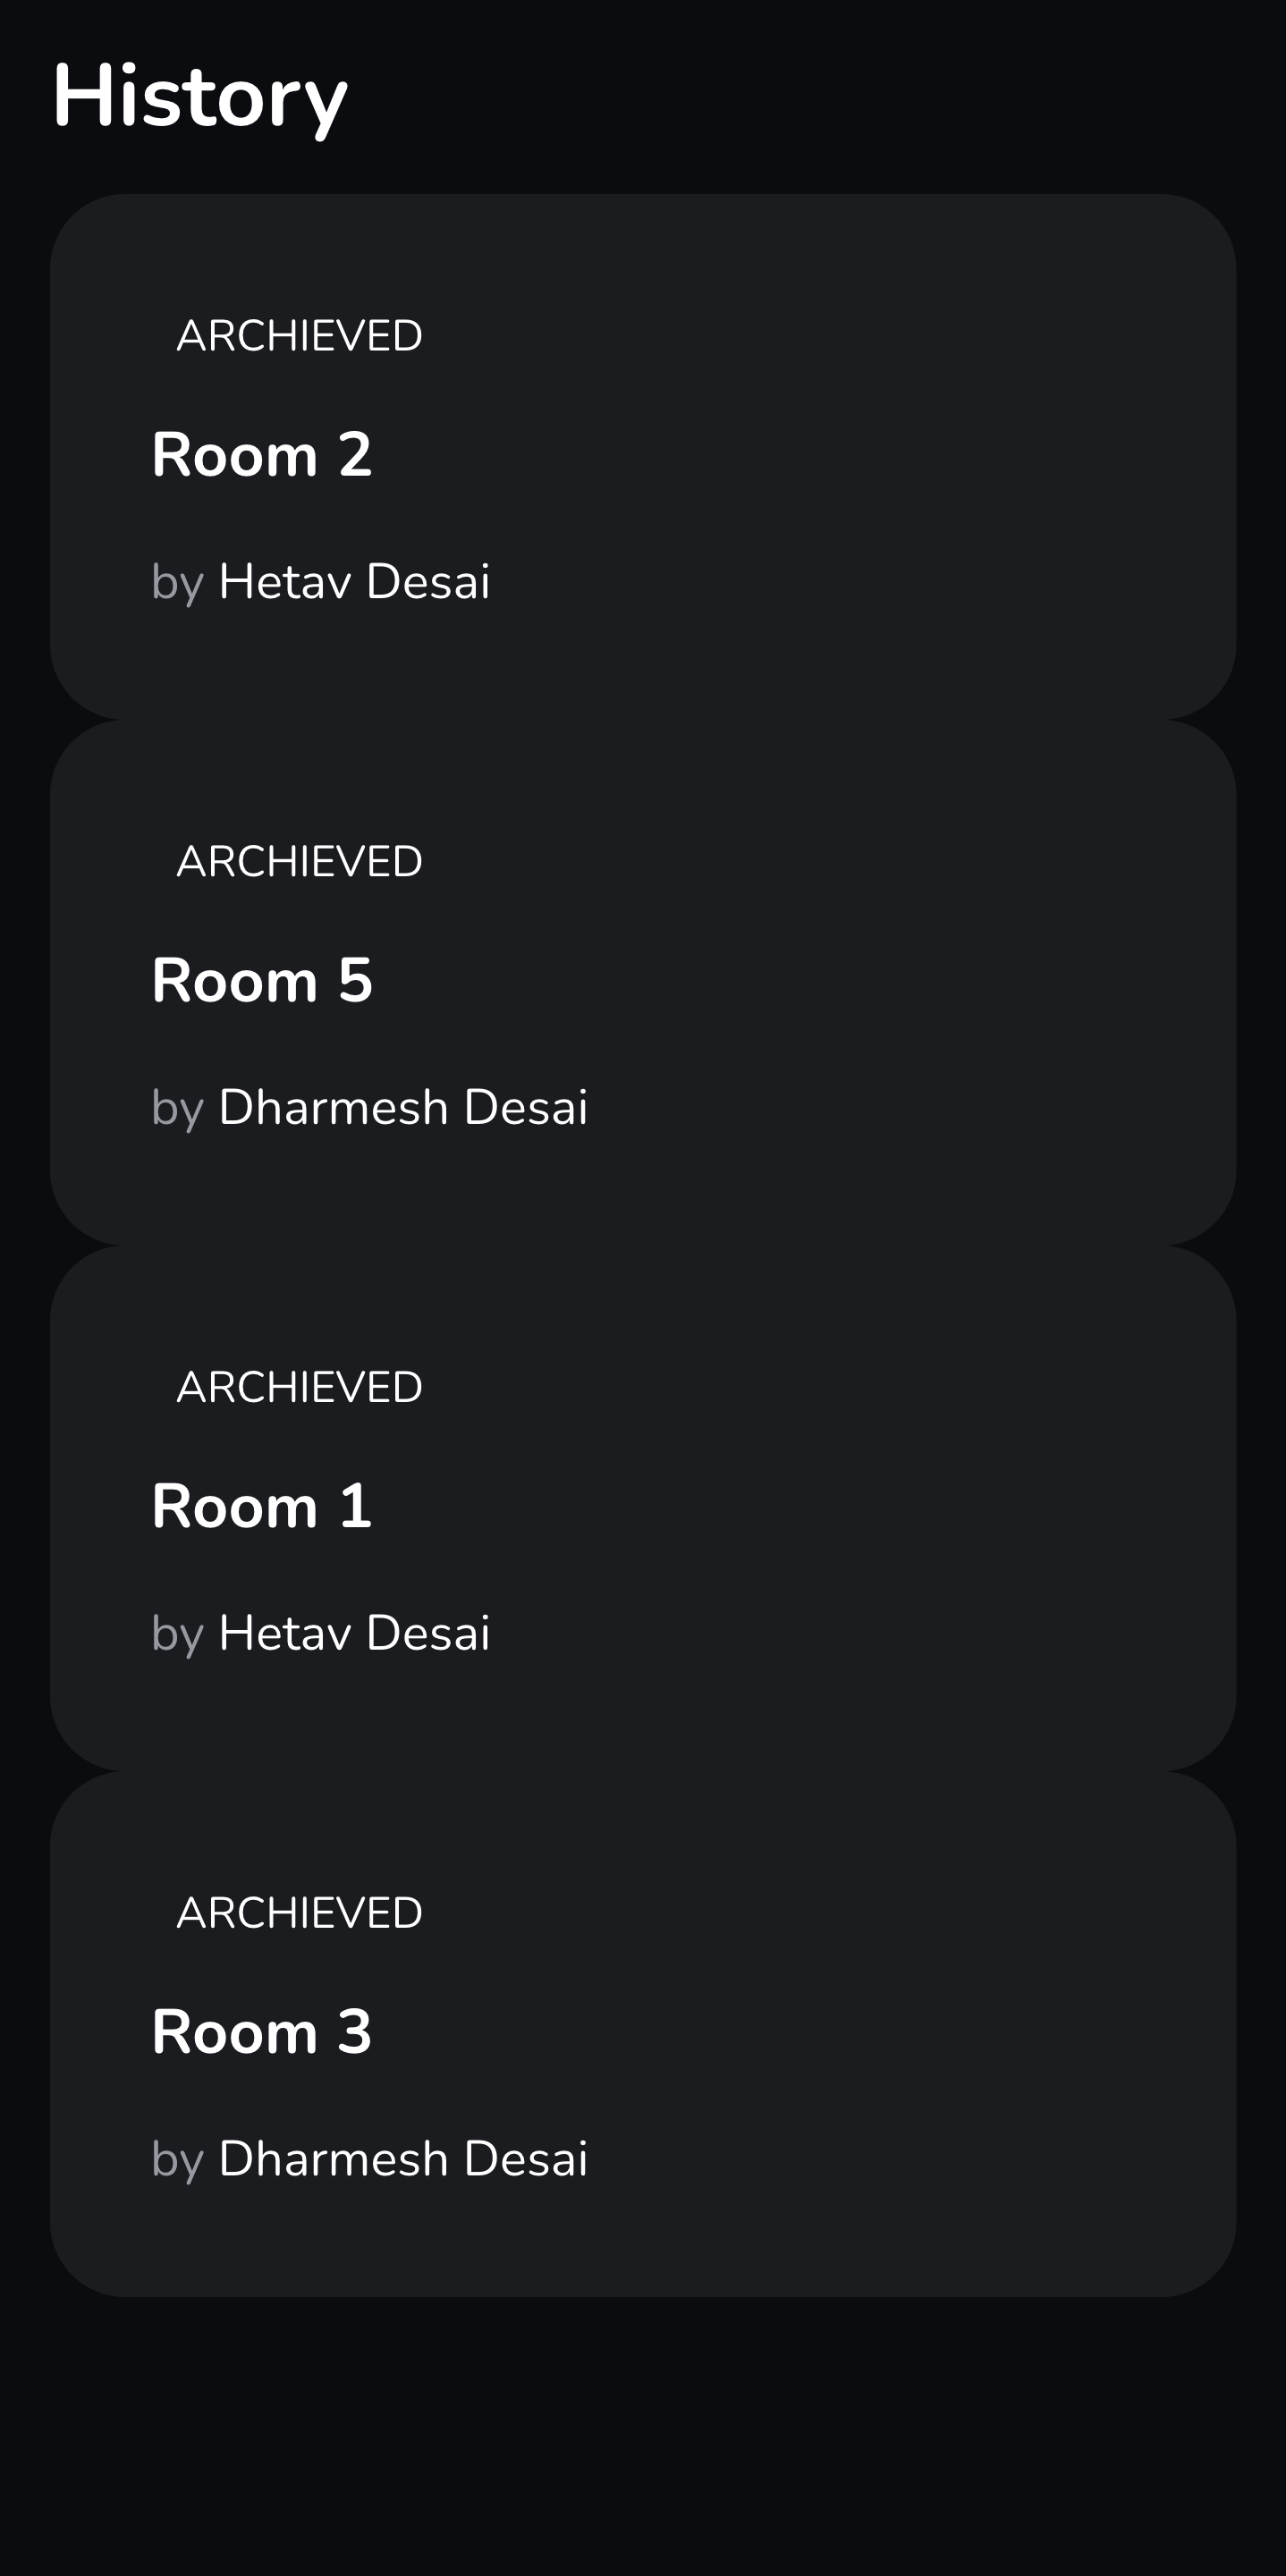 History
ARCHIEVED
Room 2
by Hetav Desai
ARCHIEVED
Room 5
by Dharmesh Desai
ARCHIEVED
Room 1
by Hetav Desai
ARCHIEVED
Room 3
by Dharmesh Desai